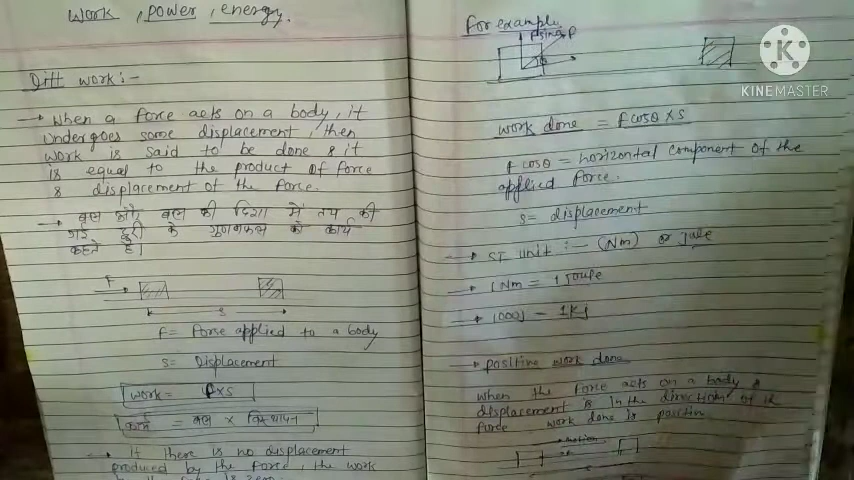 work, power, energy.
Diff work:-
→ when a force acts on a body, it
undergoes some displacement, then
work is said to be done & it
is equal to the product of force
& displacement of the force.
→ बल और बल की दिशा में तय की
गई दूरी के गुणनफल को कार्य
कहते है।
F
s
f = force applied to a body
s = Displacement
work = f×s
कार्य = बल × विस्थापन
→ It there is no displacement
produced by the force, the work
For example
fsinθ f
θ
work done = f cosθ × s
f cosθ = horizontal component of the
applied force.
s = displacement
→ SI unit :- (Nm) or jule
→ 1Nm = 1 joule
→ 1000J - 1Kj
→ positive work done
when the force acts on a body &
displacement is in the direction of the
force work done is positive
→ motion
K
KINEMASTER